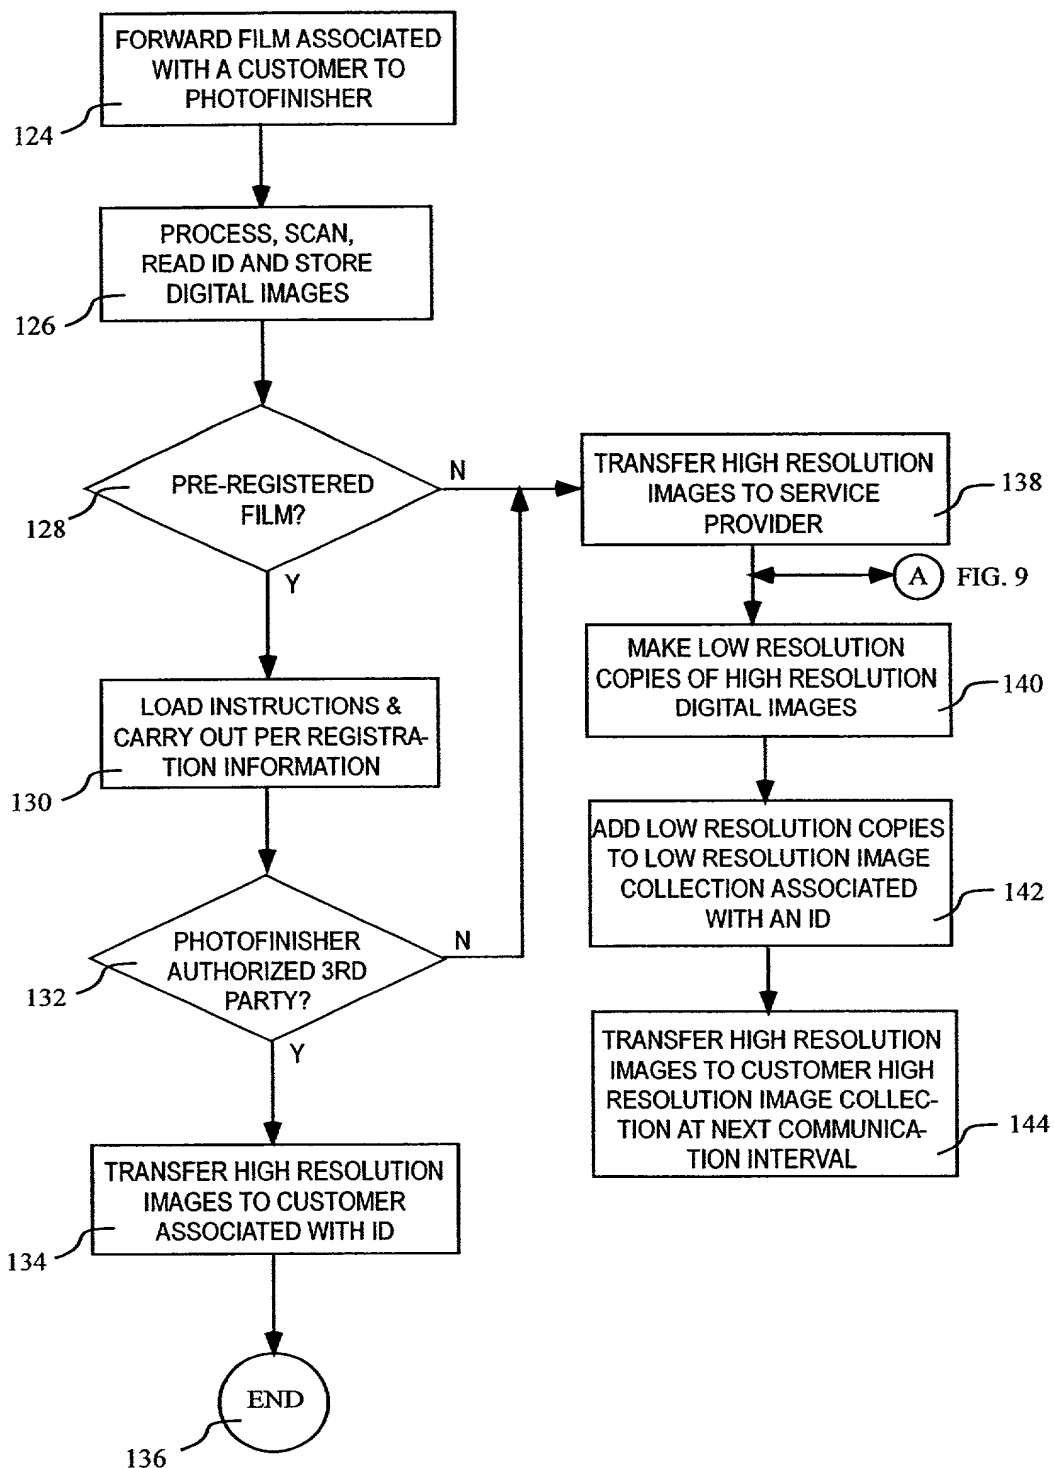 FORWARD FILM ASSOCIATED
WITH A CUSTOMER TO
PHOTOFINISHER
124
PROCESS, SCAN,
READ ID AND STORE
DIGITAL IMAGES
126
PRE-REGISTERED
FILM?
128
N
Y
LOAD INSTRUCTIONS &
CARRY OUT PER REGISTRA-
TION INFORMATION
130
PHOTOFINISHER
AUTHORIZED 3RD
PARTY?
132
N
Y
TRANSFER HIGH RESOLUTION
IMAGES TO CUSTOMER
ASSOCIATED WITH ID
134
END
136
TRANSFER HIGH RESOLUTION
IMAGES TO SERVICE
PROVIDER
138
A FIG. 9
MAKE LOW RESOLUTION
COPIES OF HIGH RESOLUTION
DIGITAL IMAGES
140
ADD LOW RESOLUTION COPIES
TO LOW RESOLUTION IMAGE
COLLECTION ASSOCIATED
WITH AN ID
142
TRANSFER HIGH RESOLUTION
IMAGES TO CUSTOMER HIGH
RESOLUTION IMAGE COLLEC-
TION AT NEXT COMMUNICA-
TION INTERVAL
144